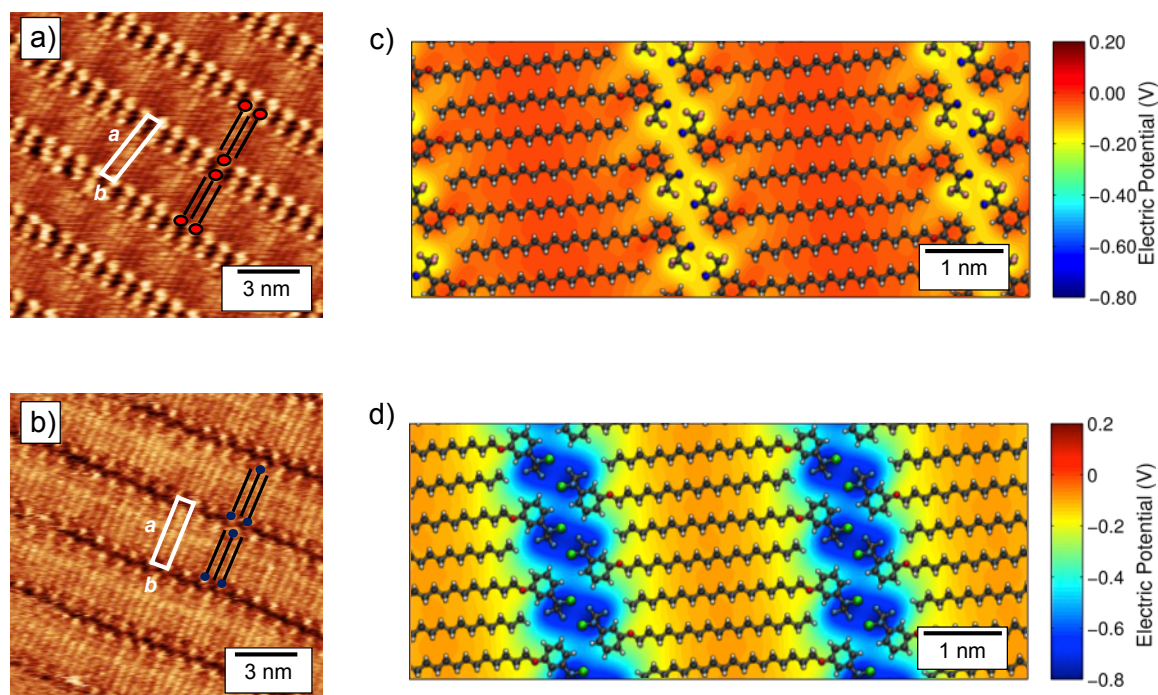 a)
a
b
3 nm
c)
1 nm
0.20
0.00
−0.20
−0.40
−0.60
−0.80
Electric Potential (V)
b)
a
b
3 nm
d)
1 nm
0.2
0
−0.2
−0.4
−0.6
−0.8
Electric Potential (V)